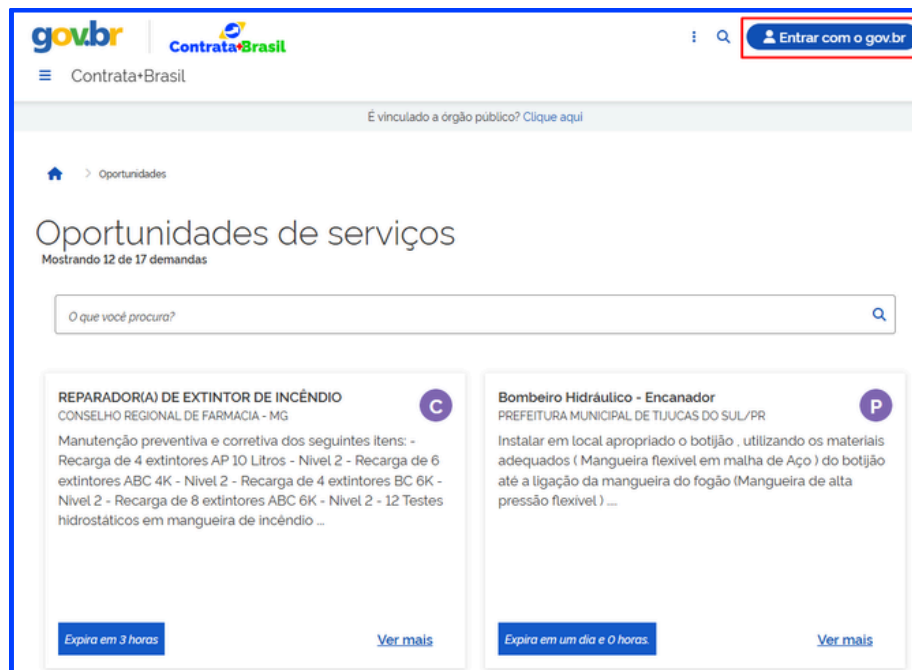 gov.br
Contrata+Brasil
Entrar com o gov.br
Contrata+Brasil
É vinculado a órgão público? Clique aqui
Oportunidades
Oportunidades de serviços
Mostrando 12 de 17 demandas
O que você procura?
REPARADOR(A) DE EXTINTOR DE INCÊNDIO
C
CONSELHO REGIONAL DE FARMACIA - MG
Manutenção preventiva e corretiva dos seguintes itens: -
Recarga de 4 extintores AP 10 Litros - Nivel 2 - Recarga de 6
extintores ABC 4K - Nivel 2 - Recarga de 4 extintores BC 6K -
Nivel 2 - Recarga de 8 extintores ABC 6K - Nivel 2 - 12 Testes
hidrostáticos em mangueira de incêndio ...
Expira em 3 horas
Ver mais
Bombeiro Hidráulico - Encanador
P
PREFEITURA MUNICIPAL DE TIJUCAS DO SUL/PR
Instalar em local apropriado o botijão , utilizando os materiais
adequados ( Mangueira flexível em malha de Aço ) do botijão
até a ligação da mangueira do fogão (Mangueira de alta
pressão flexível ) ....
Expira em um dia e 0 horas.
Ver mais